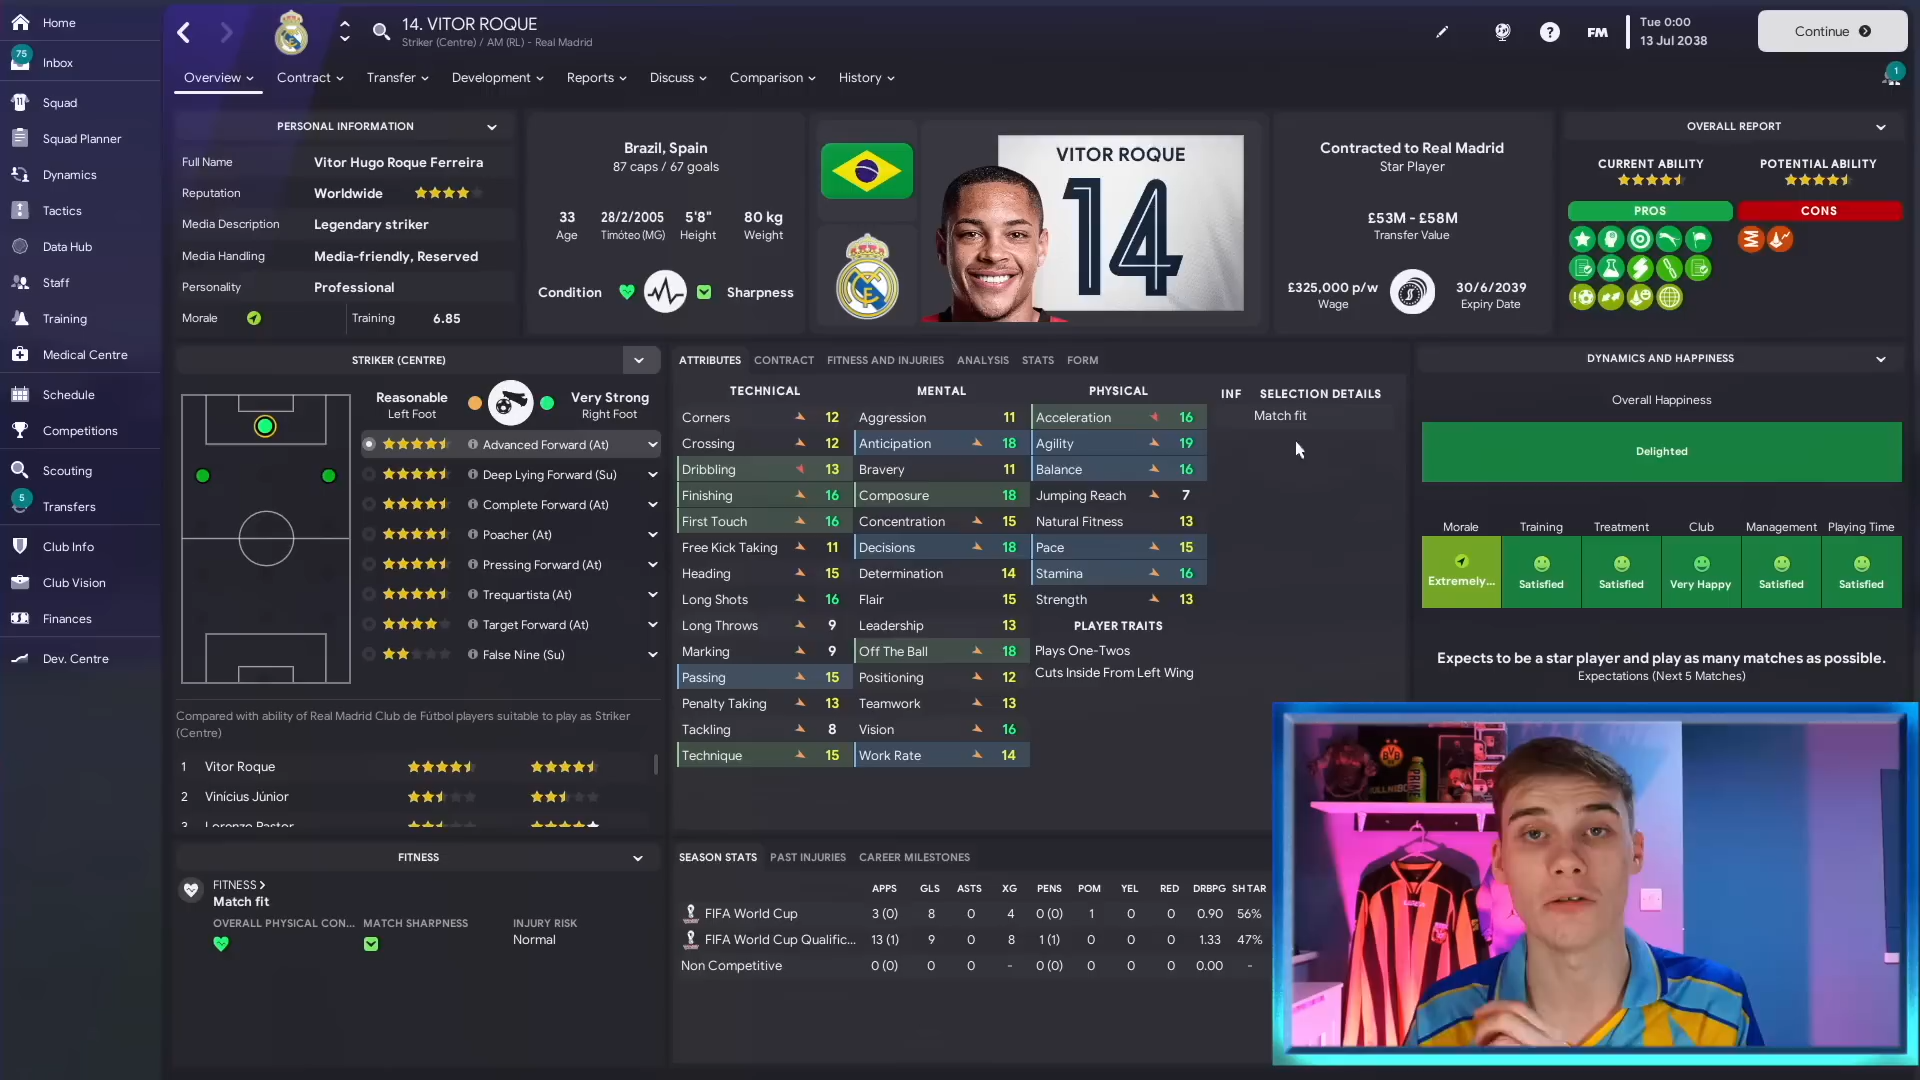 Home
75
Inbox
Squad
Squad Planner
Dynamics
Tactics
Data Hub
Staff
Training
Medical Centre
Schedule
Competitions
Scouting
5
Transfers
Club Info
Club Vision
Finances
Dev. Centre
14. VITOR ROQUE
Striker (Centre) / AM (RL) - Real Madrid
FM
Tue 0:00
13 Jul 2038
Continue
Overview
Contract
Transfer
Development
Reports
Discuss
Comparison
History
1
PERSONAL INFORMATION
Full Name Vitor Hugo Roque Ferreira
Reputation Worldwide
Media Description Legendary striker
Media Handling Media-friendly, Reserved
Personality Professional
Morale
Training 6.85
Brazil, Spain
87 caps / 67 goals
33 28/2/2005 5'8" 80 kg
Age Timóteo (MG) Height Weight
Condition Sharpness
VITOR ROQUE
14
Contracted to Real Madrid
Star Player
£53M - £58M
Transfer Value
£325,000 p/w
Wage
30/6/2039
Expiry Date
OVERALL REPORT
CURRENT ABILITY POTENTIAL ABILITY
PROS CONS
STRIKER (CENTRE)
Reasonable
Left Foot
Very Strong
Right Foot
Advanced Forward (At)
Deep Lying Forward (Su)
Complete Forward (At)
Poacher (At)
Pressing Forward (At)
Trequartista (At)
Target Forward (At)
False Nine (Su)
Compared with ability of Real Madrid Club de Fútbol players suitable to play as Striker
(Centre)
1 Vitor Roque
2 Vinícius Júnior
3 Lorenzo Pastor
FITNESS
FITNESS
Match fit
OVERALL PHYSICAL CON... MATCH SHARPNESS INJURY RISK
Normal
ATTRIBUTES CONTRACT FITNESS AND INJURIES ANALYSIS STATS FORM
TECHNICAL
Corners 12
Crossing 12
Dribbling 13
Finishing 16
First Touch 16
Free Kick Taking 11
Heading 15
Long Shots 16
Long Throws 9
Marking 9
Passing 15
Penalty Taking 13
Tackling 8
Technique 15
MENTAL
Aggression 11
Anticipation 18
Bravery 11
Composure 18
Concentration 15
Decisions 18
Determination 14
Flair 15
Leadership 13
Off The Ball 18
Positioning 12
Teamwork 13
Vision 16
Work Rate 14
PHYSICAL
Acceleration 16
Agility 19
Balance 16
Jumping Reach 7
Natural Fitness 13
Pace 15
Stamina 16
Strength 13
PLAYER TRAITS
Plays One-Twos
Cuts Inside From Left Wing
INF SELECTION DETAILS
Match fit
DYNAMICS AND HAPPINESS
Overall Happiness
Delighted
Morale Training Treatment Club Management Playing Time
Extremely... Satisfied Satisfied Very Happy Satisfied Satisfied
Expects to be a star player and play as many matches as possible.
Expectations (Next 5 Matches)
SEASON STATS PAST INJURIES CAREER MILESTONES
APPS GLS ASTS XG PENS POM YEL RED DRBPG SH TAR
FIFA World Cup 3 (0) 8 0 4 0 (0) 1 0 0 0.90 56%
FIFA World Cup Qualific... 13 (1) 9 0 8 1 (1) 0 0 0 1.33 47%
Non Competitive 0 (0) 0 0 - 0 (0) 0 0 0 0.00 -
BVB
PRIME